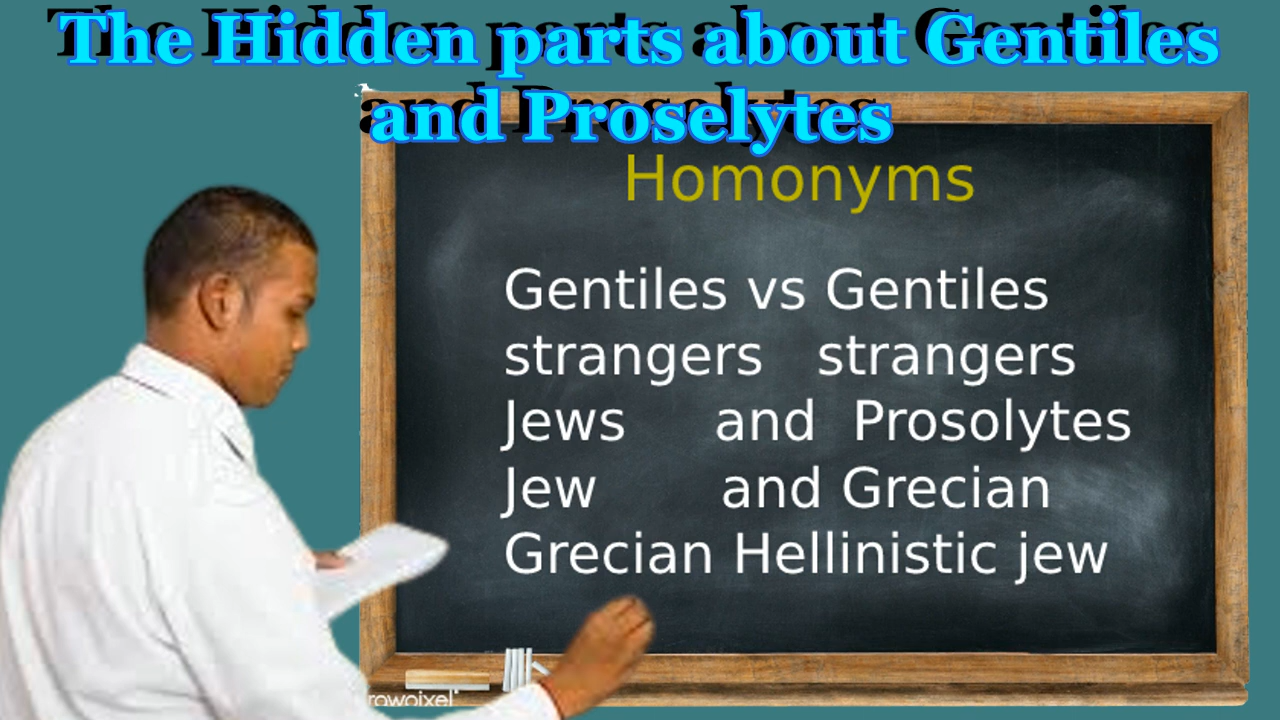 The Hidden parts about Gentiles
and Proselytes
Homonyms
Gentiles vs Gentiles
strangers strangers
Jews and Prosolytes
Jew and Grecian
Grecian Hellinistic jew
rawpixel